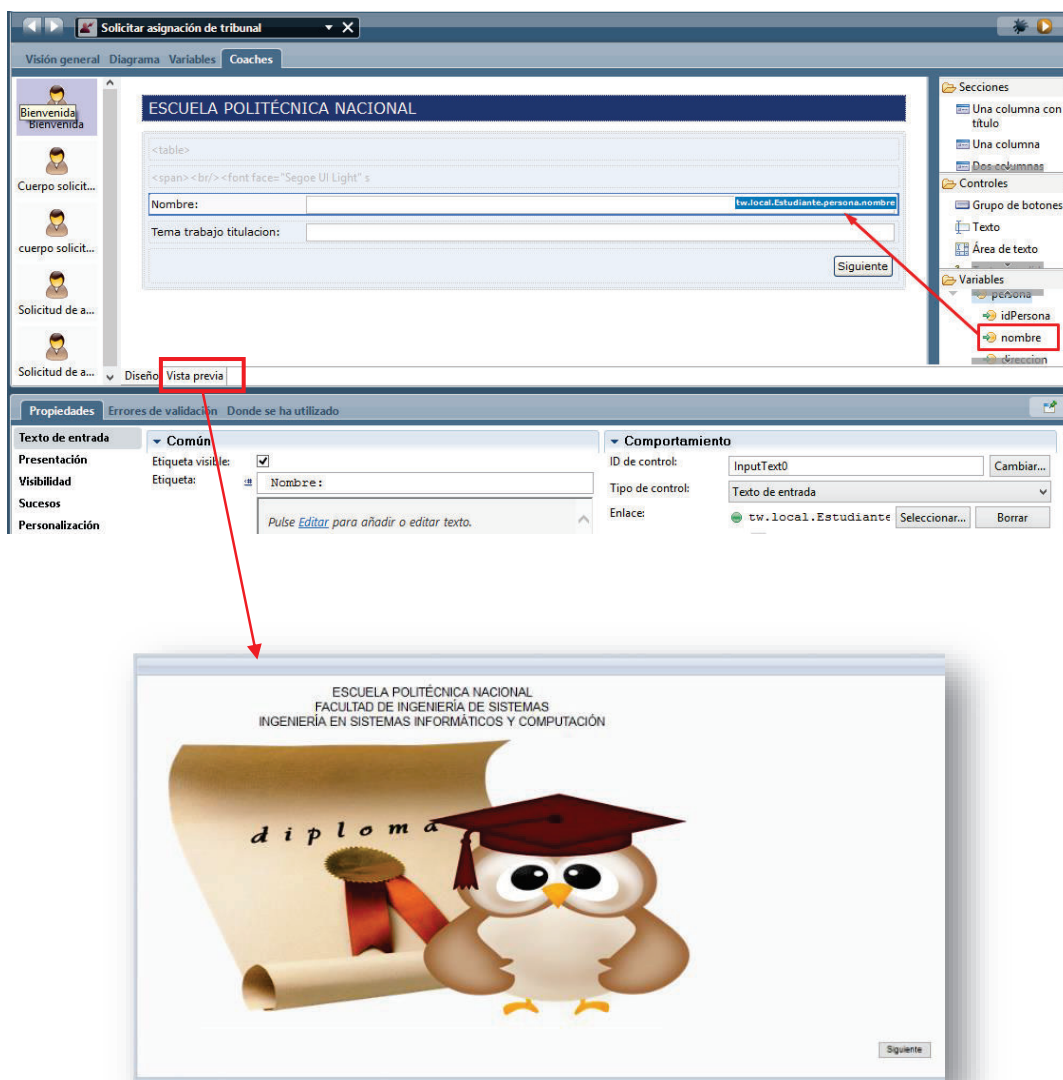 Solicitar asignación de tribunal
Visión general Diagrama Variables Coaches
Bienvenida
Bienvenida
Cuerpo solicit...
cuerpo solicit...
Solicitud de a...
Solicitud de a...
ESCUELA POLITÉCNICA NACIONAL
<table>
<span><br/><font face="Segoe UI Light" s
Nombre: tw.local.Estudiante.persona.nombre
Tema trabajo titulacion:
Siguiente
Diseño Vista previa
Secciones
Una columna con
título
Una columna
Dos columnas
Controles
Grupo de botones
Texto
Área de texto
Variables
persona
idPersona
nombre
direccion
Propiedades Errores de validación Donde se ha utilizado
Texto de entrada
Presentación
Visibilidad
Sucesos
Personalización
Común
Etiqueta visible:
Etiqueta: Nombre:
Pulse Editar para añadir o editar texto.
Comportamiento
ID de control: InputText0 Cambiar...
Tipo de control: Texto de entrada
Enlace: tw.local.Estudiante Seleccionar... Borrar
ESCUELA POLITÉCNICA NACIONAL
FACULTAD DE INGENIERÍA DE SISTEMAS
INGENIERÍA EN SISTEMAS INFORMÁTICOS Y COMPUTACIÓN
diploma
Siguiente